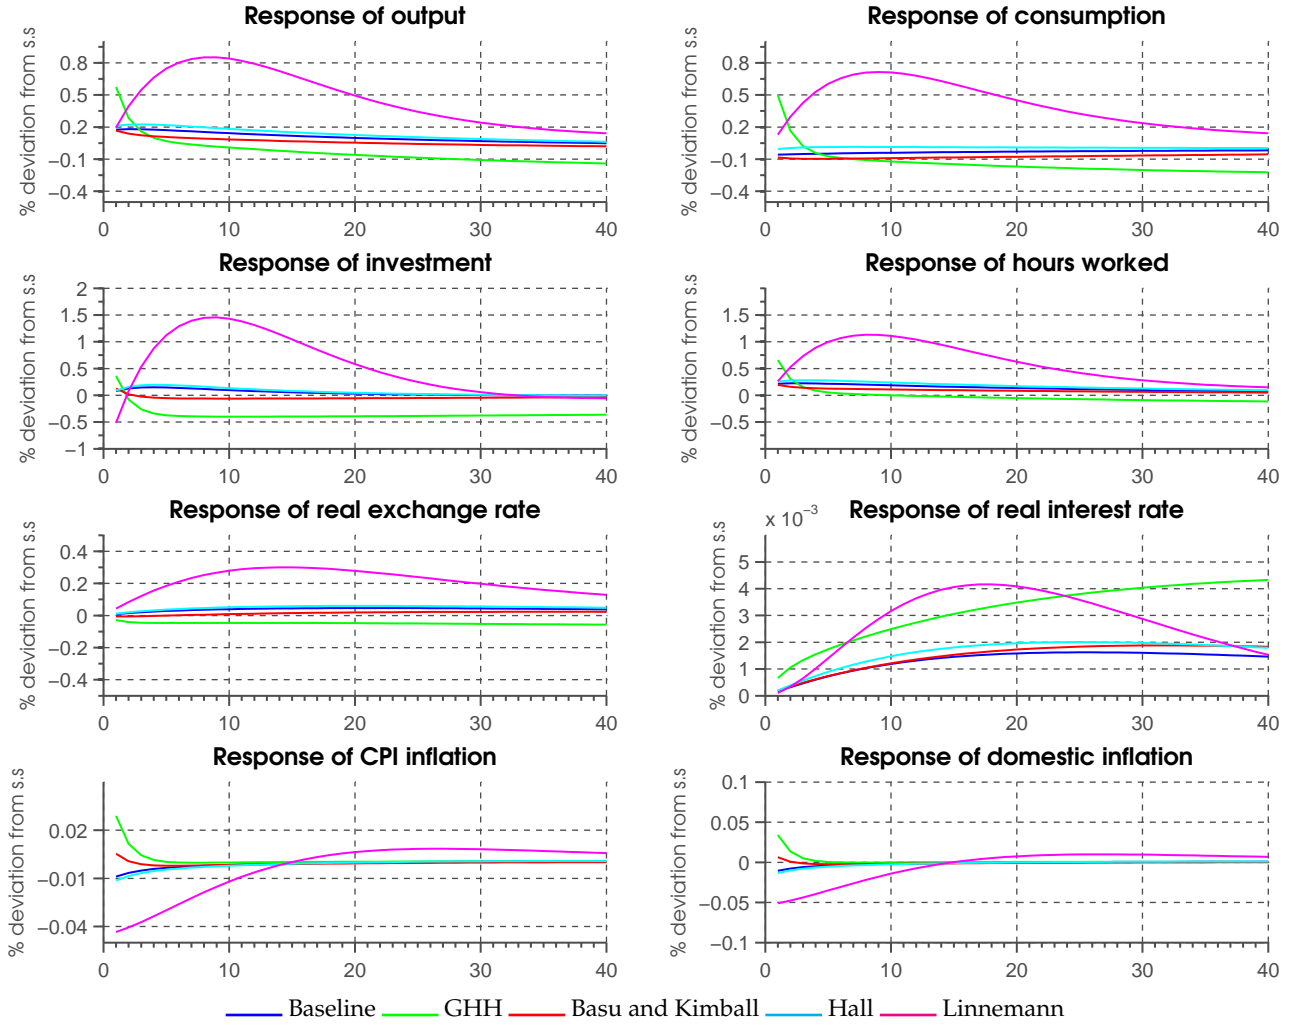 Response of output
% deviation from s.s
0.8
0.5
0.2
−0.1
−0.4
0 10 20 30 40
Response of consumption
% deviation from s.s
0.8
0.5
0.2
−0.1
−0.4
0 10 20 30 40
Response of investment
% deviation from s.s
2
1.5
1
0.5
0
−0.5
−1
0 10 20 30 40
Response of hours worked
% deviation from s.s
1.5
1
0.5
0
−0.5
0 10 20 30 40
Response of real exchange rate
% deviation from s.s
0.4
0.2
0
−0.2
−0.4
0 10 20 30 40
Response of real interest rate
x 10−3
% deviation from s.s
5
4
3
2
1
0
0 10 20 30 40
Response of CPI inflation
% deviation from s.s
0.02
−0.01
−0.04
0 10 20 30 40
Response of domestic inflation
% deviation from s.s
0.1
0.05
0
−0.05
−0.1
0 10 20 30 40
Baseline GHH Basu and Kimball Hall Linnemann